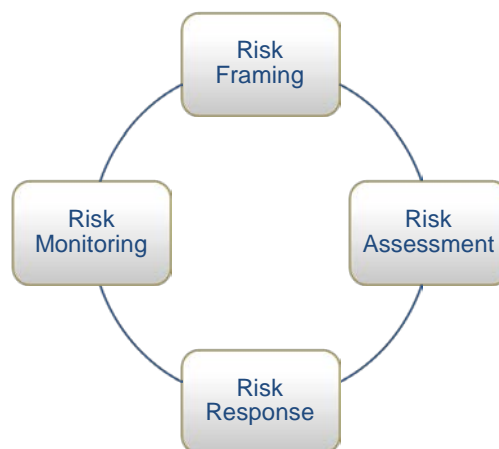 Risk
Framing
Risk
Monitoring
Risk
Assessment
Risk
Response